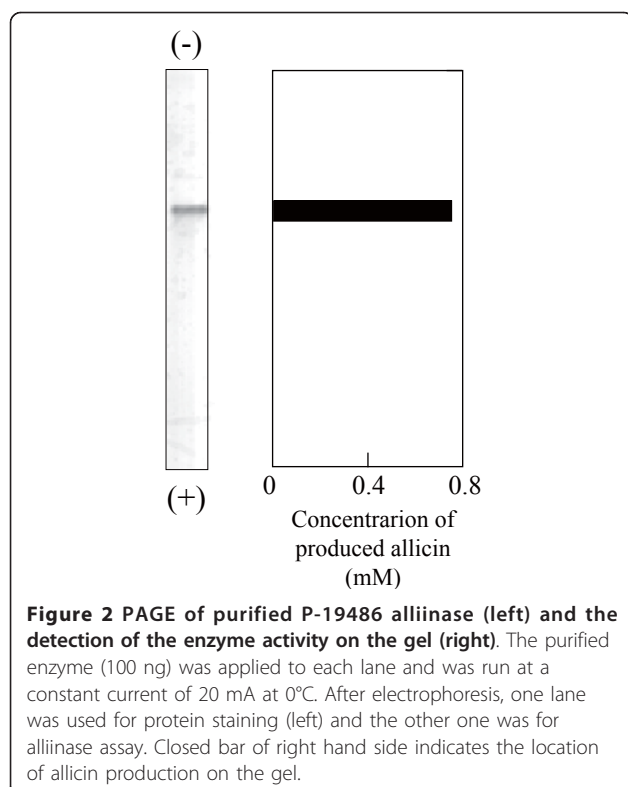 (-)
(+)
0 0.4 0.8
Concentrarion of
produced allicin
(mM)
Figure 2 PAGE of purified P-19486 alliinase (left) and the
detection of the enzyme activity on the gel (right). The purified
enzyme (100 ng) was applied to each lane and was run at a
constant current of 20 mA at 0°C. After electrophoresis, one lane
was used for protein staining (left) and the other one was for
alliinase assay. Closed bar of right hand side indicates the location
of allicin production on the gel.